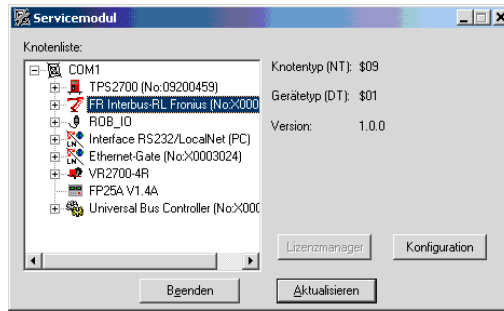 Servicemodul
Knotenliste:
COM1
TPS2700 (No:09200459)
FR Interbus-RL Fronius (No:X000
ROB_IO
Interface RS232/LocalNet (PC)
Ethernet-Gate (No:X0003024)
VR2700-4R
FP25A V1.4A
Universal Bus Controller (No:X000
Knotentyp (NT): $09
Gerätetyp (DT): $01
Version: 1.0.0
Lizenzmanager
Konfiguration
Beenden
Aktualisieren